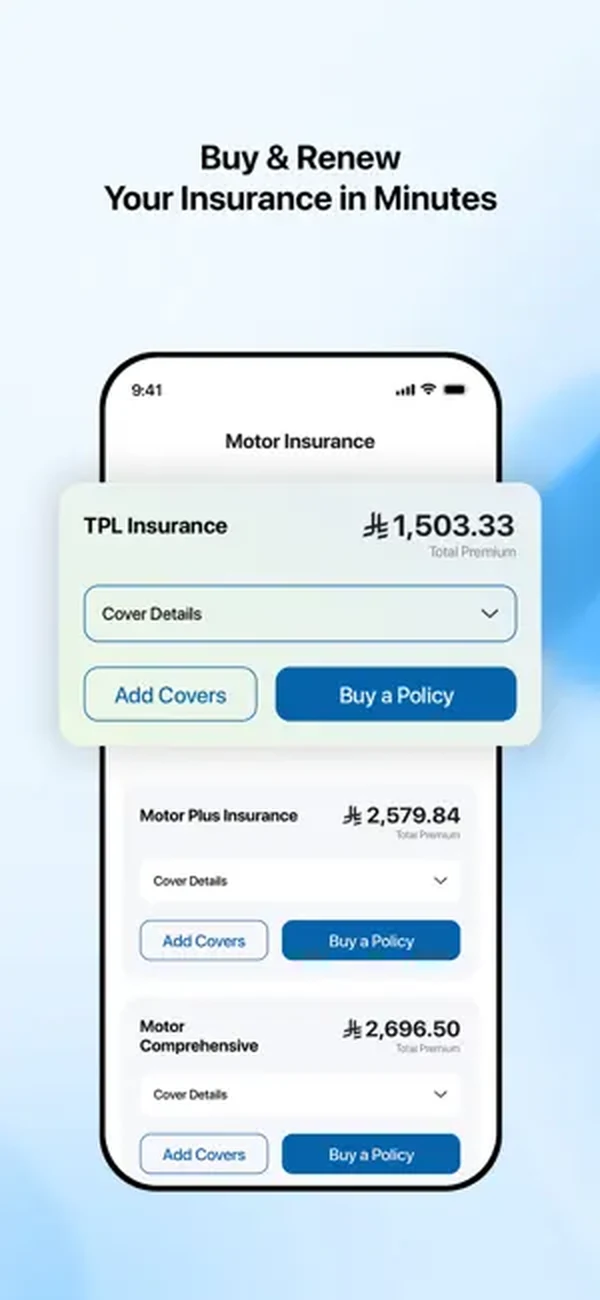 Buy & Renew
Your Insurance in Minutes
9:41
Motor Insurance
TPL Insurance
⃁ 1,503.33
Total Premium
Cover Details
Add Covers
Buy a Policy
Motor Plus Insurance
⃁ 2,579.84
Total Premium
Cover Details
Add Covers
Buy a Policy
Motor
Comprehensive
⃁ 2,696.50
Total Premium
Cover Details
Add Covers
Buy a Policy